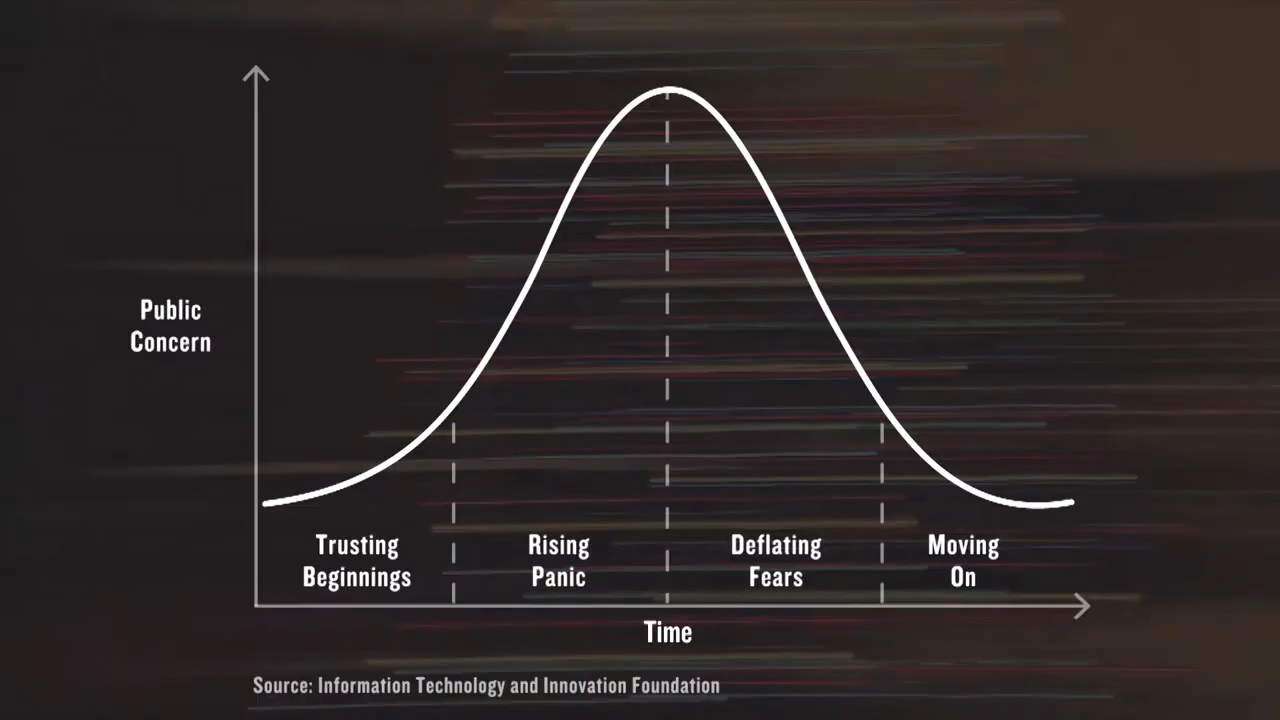 Public
Concern
Trusting
Beginnings
Rising
Panic
Deflating
Fears
Moving
On
Time
Source: Information Technology and Innovation Foundation